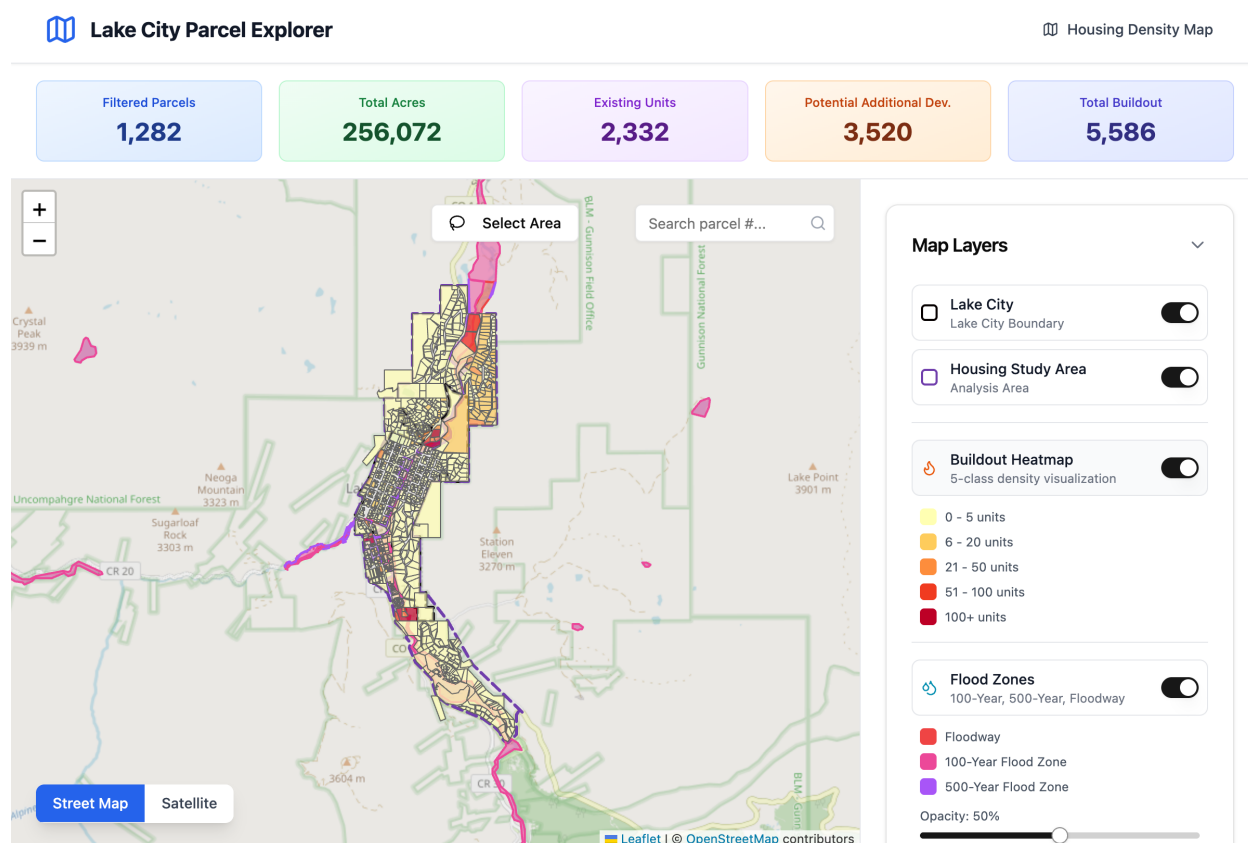 Lake City Parcel Explorer
Housing Density Map
Filtered Parcels
1,282
Total Acres
256,072
Existing Units
2,332
Potential Additional Dev.
3,520
Total Buildout
5,586
+
−
Select Area
Search parcel #...
BLM - Gunnison Field Office
Gunnison National Forest
Crystal
Peak
3939 m
Neoga
Mountain
3323 m
Uncompahgre National Forest
Sugarloaf
Rock
3303 m
CR 20
Lake Point
3901 m
Station
Eleven
3270 m
CO
3604 m
CR 30
BLM - Gunn
Alpine
Street Map
Satellite
Leaflet | © OpenStreetMap contributors
Map Layers
Lake City
Lake City Boundary
Housing Study Area
Analysis Area
Buildout Heatmap
5-class density visualization
0 - 5 units
6 - 20 units
21 - 50 units
51 - 100 units
100+ units
Flood Zones
100-Year, 500-Year, Floodway
Floodway
100-Year Flood Zone
500-Year Flood Zone
Opacity: 50%